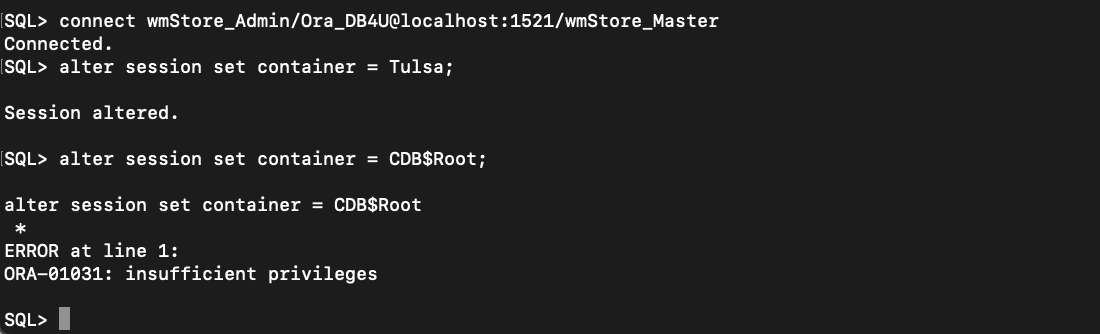 SQL> connect wmStore_Admin/Ora_DB4U@localhost:1521/wmStore_Master
Connected.
[SQL> alter session set container = Tulsa;
Session altered.
[SQL> alter session set container = CDB$Root;
alter session set container = CDB$Root
*
ERROR at line 1:
ORA-01031: insufficient privileges
SQL>